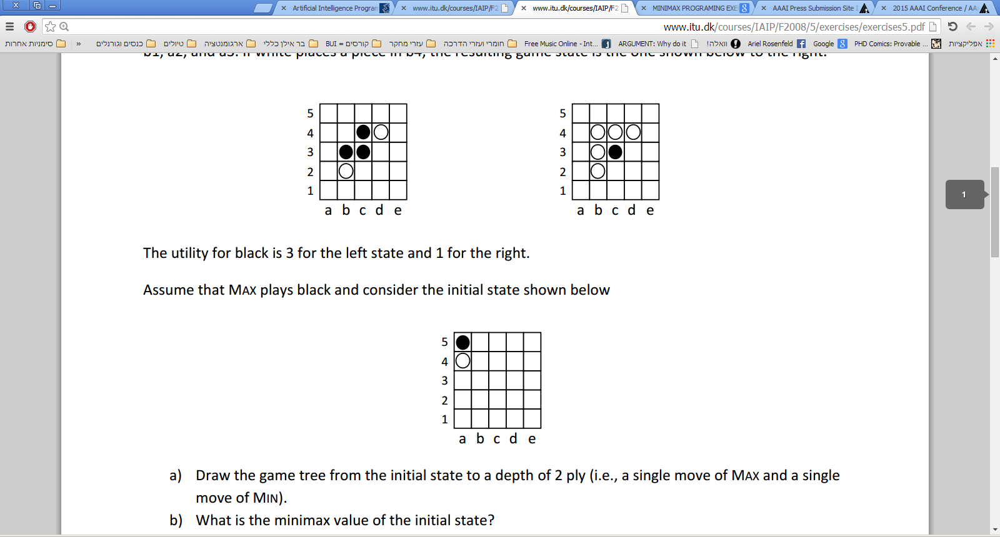 Artificial Intelligence Progran
www.itu.dk/courses/IAIP/F2
www.itu.dk/courses/IAIP/F2
MINIMAX PROGRAMING EXE
AAAI Press Submission Site
2015 AAAI Conference / AA
www.itu.dk/courses/IAIP/F2008/5/exercises/exercises5.pdf
סימניות אחרות
»
כנסים וגורנלים
טיולים
ארגומנטציה
בר אילן כללי
BUI = קורסים
עזרי מחקר
חומרי ועזרי הדרכה
Free Music Online - Int...
ARGUMENT: Why do it
וואלה!
Ariel Rosenfeld
Google
PHD Comics: Provable ...
אפליקציות
b1, a2, and a3. If white places a piece in b4, the resulting game state is the one shown below to the right.
5
4
3
2
1
a b c d e
5
4
3
2
1
a b c d e
1
The utility for black is 3 for the left state and 1 for the right.
Assume that MAX plays black and consider the initial state shown below
5
4
3
2
1
a b c d e
a) Draw the game tree from the initial state to a depth of 2 ply (i.e., a single move of MAX and a single
move of MIN).
b) What is the minimax value of the initial state?